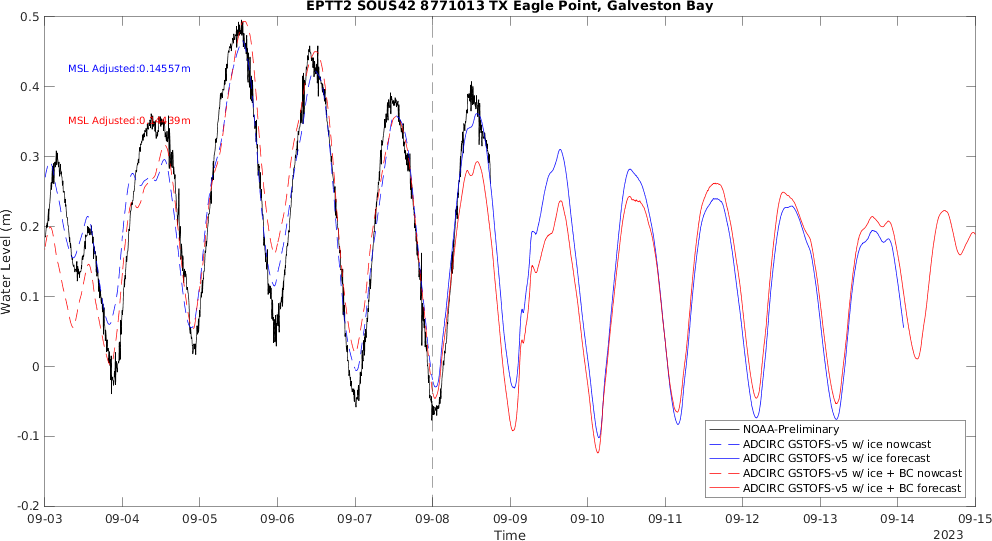 EPTT2 SOUS42 8771013 TX Eagle Point, Galveston Bay
0.5
0.4
0.3
0.2
0.1
0
-0.1
-0.2
Water Level (m)
MSL Adjusted:0.14557m
MSL
NOAA-Preliminary
ADCIRC GSTOFS-v5 w/ ice nowcast
ADCIRC GSTOFS-v5 w/ ice forecast
ADCIRC GSTOFS-v5 w/ ice + BC nowcast
ADCIRC GSTOFS-v5 w/ ice + BC forecast
09-03 09-04 09-05 09-06 09-07 09-08 09-09 09-10 09-11 09-12 09-13 09-14 09-15
Time
2023